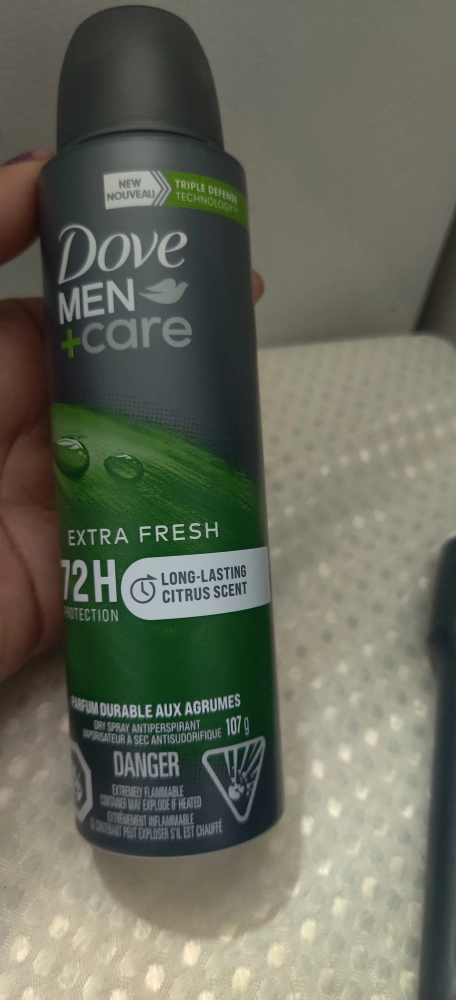 NEW
NOUVEAU
TRIPLE DEFENSE
TECHNOLOGY
Dove
MEN
+care
EXTRA FRESH
72H
PROTECTION
LONG-LASTING
CITRUS SCENT
PARFUM DURABLE AUX AGRUMES
DRY SPRAY ANTIPERSPIRANT
VAPORISATEUR À SEC ANTISUDORIFIQUE
107 g
DANGER
EXTREMELY FLAMMABLE
CONTAINER MAY EXPLODE IF HEATED
EXTRÊMEMENT INFLAMMABLE
CE CONTENANT PEUT EXPLOSER S'IL EST CHAUFFÉ